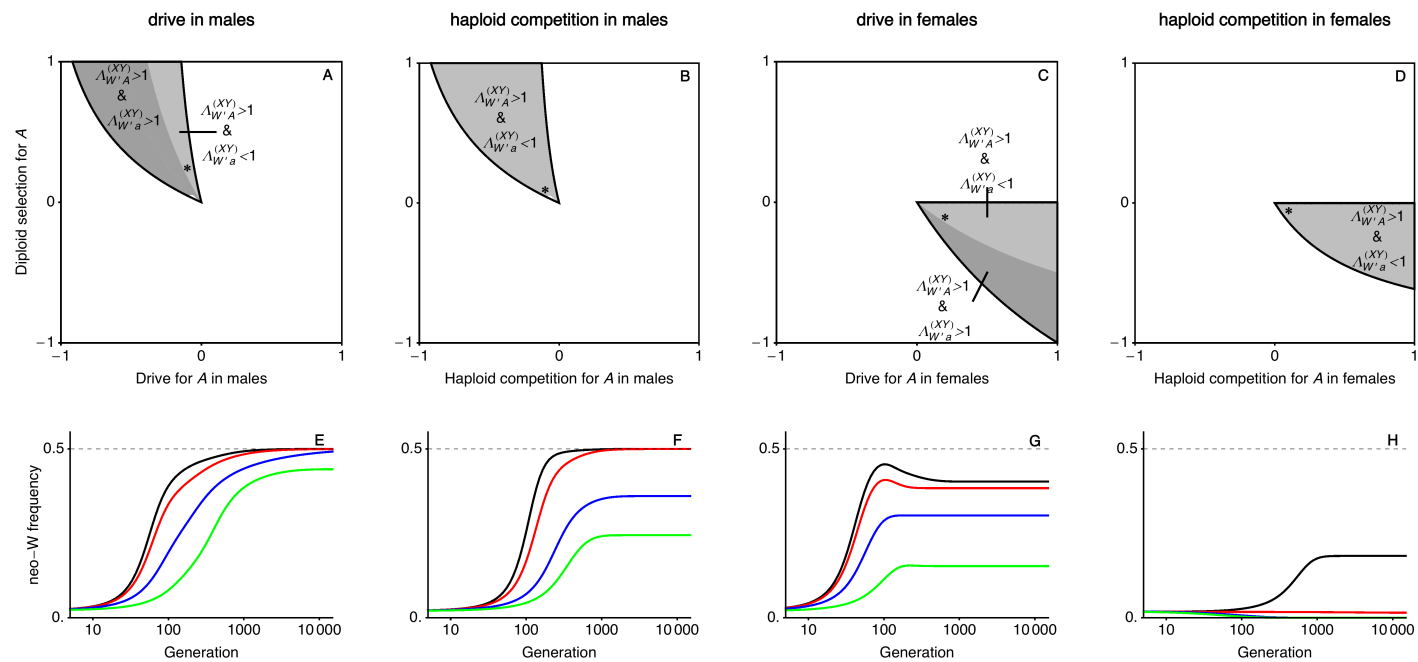 drive in males
haploid competition in males
drive in females
haploid competition in females
A
Λ_{W'A}^{(XY)}>1
&
Λ_{W'a}^{(XY)}>1
Λ_{W'A}^{(XY)}>1
&
Λ_{W'a}^{(XY)}<1
*
1
0
−1
−1
0
1
Diploid selection for A
Drive for A in males
B
Λ_{W'A}^{(XY)}>1
&
Λ_{W'a}^{(XY)}<1
*
1
0
−1
−1
0
1
Haploid competition for A in males
C
Λ_{W'A}^{(XY)}>1
&
Λ_{W'a}^{(XY)}<1
*
Λ_{W'A}^{(XY)}>1
&
Λ_{W'a}^{(XY)}>1
1
0
−1
−1
0
1
Drive for A in females
D
*
Λ_{W'A}^{(XY)}>1
&
Λ_{W'a}^{(XY)}<1
1
0
−1
−1
0
1
Haploid competition for A in females
E
0.5
0.
neo−W frequency
10 100 1000 10 000
Generation
F
0.5
0.
10 100 1000 10 000
Generation
G
0.5
0.
10 100 1000 10 000
Generation
H
0.5
0.
10 100 1000 10 000
Generation